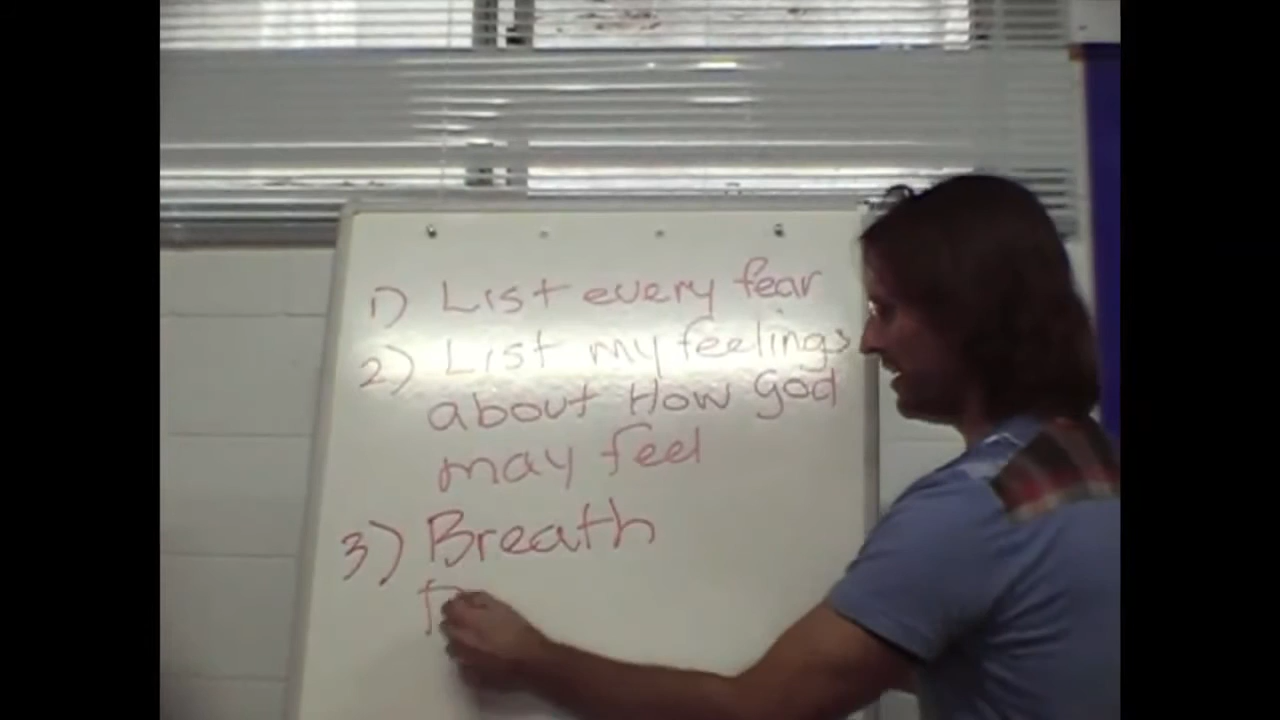 1) List every fear
2) List my feelings
about How god
may feel
3) Breath